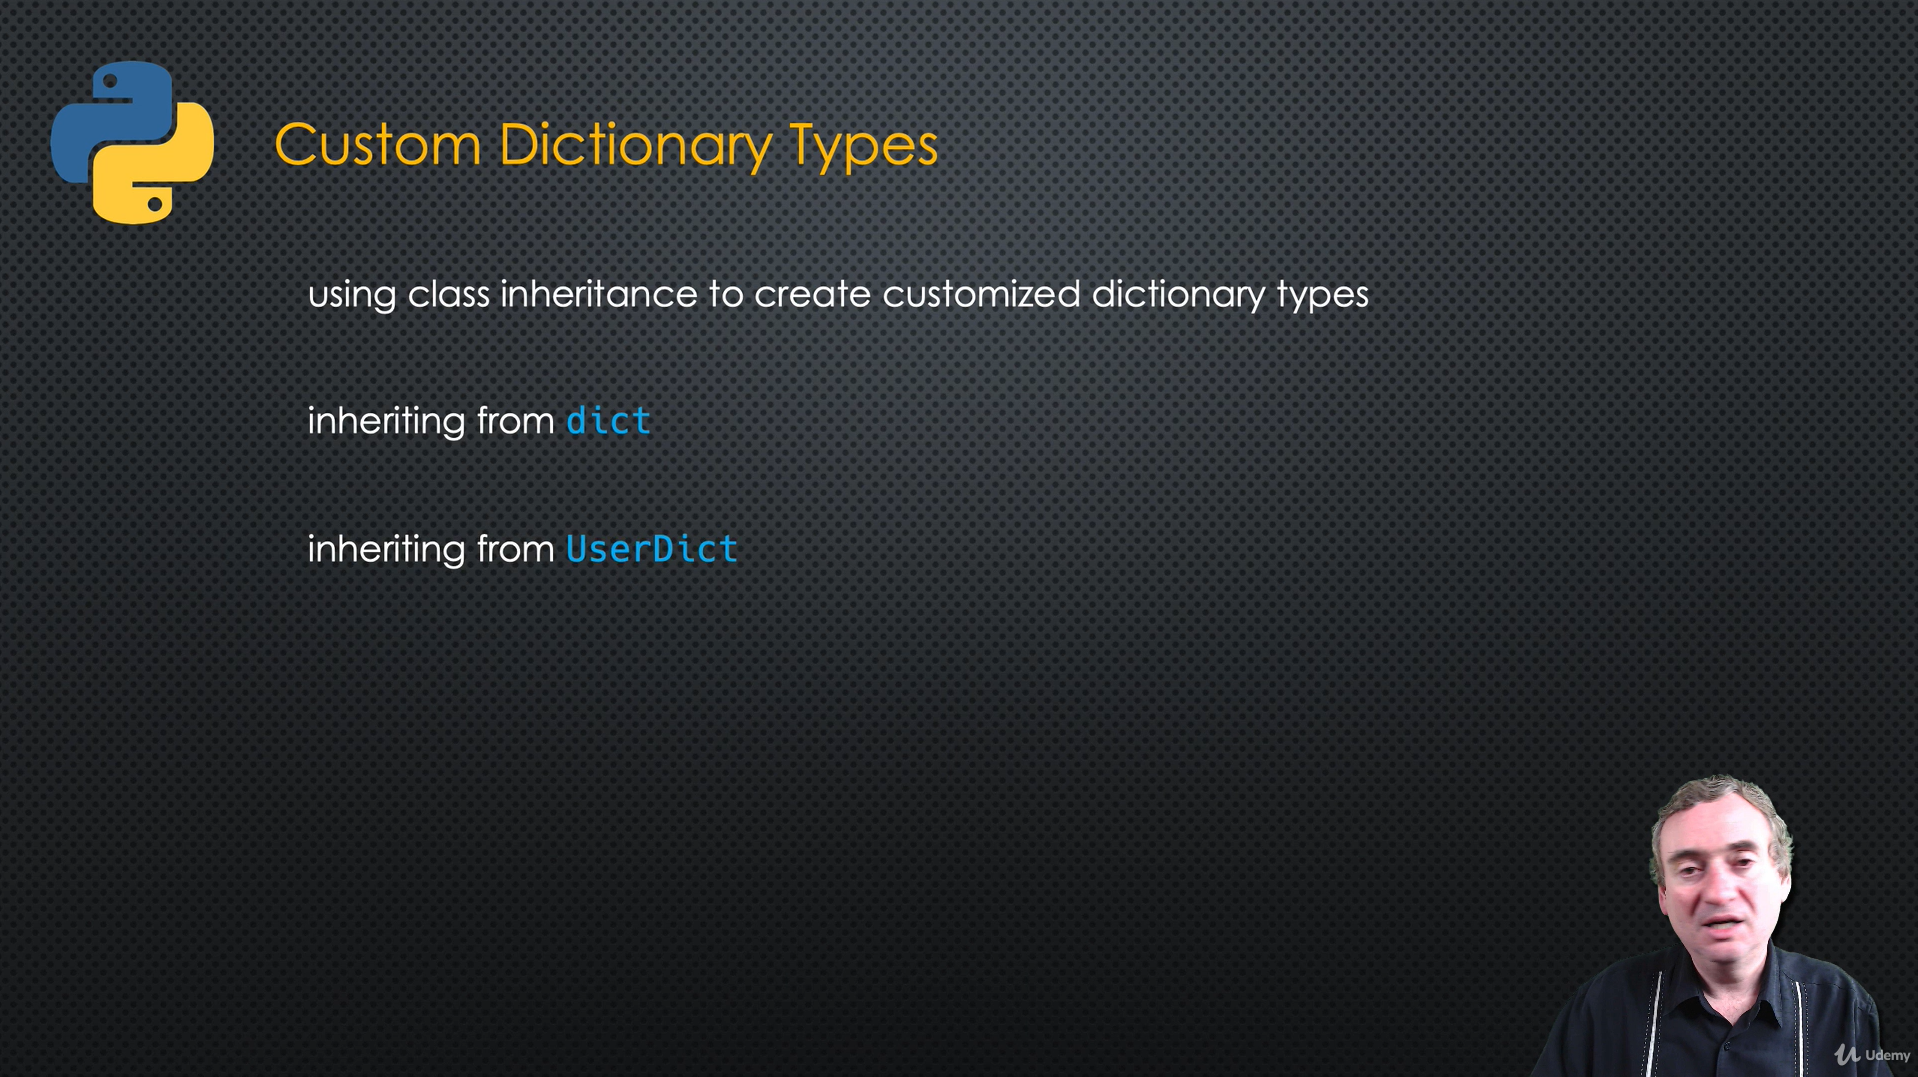 Custom Dictionary Types
using class inheritance to create customized dictionary types
inheriting from dict
inheriting from UserDict
Udemy